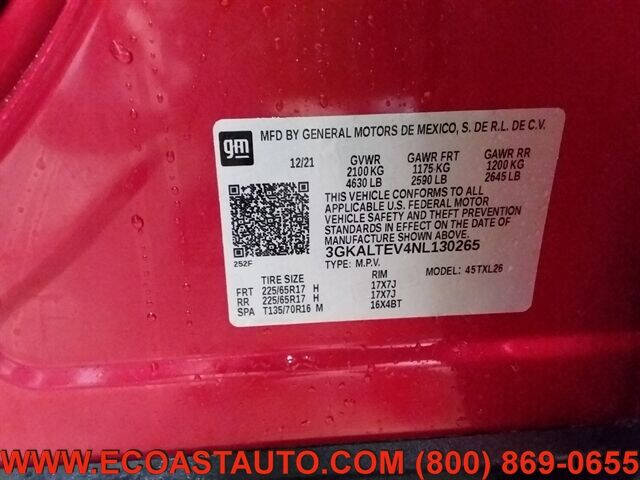 gm MFD BY GENERAL MOTORS DE MEXICO, S. DE R.L. DE C.V.
12/21 GVWR GAWR FRT GAWR RR
2100 KG 1175 KG 1200 KG
4630 LB 2590 LB 2645 LB
THIS VEHICLE CONFORMS TO ALL
APPLICABLE U.S. FEDERAL MOTOR
VEHICLE SAFETY AND THEFT PREVENTION
STANDARDS IN EFFECT ON THE DATE OF
MANUFACTURE SHOWN ABOVE.
252F 3GKALTEV4NL130265
TYPE: M.P.V. MODEL: 45TXL26
TIRE SIZE RIM
FRT 225/65R17 H 17X7J
RR 225/65R17 H 17X7J
SPA T135/70R16 M 16X4BT
WWW.ECOASTAUTO.COM (800) 869-0655